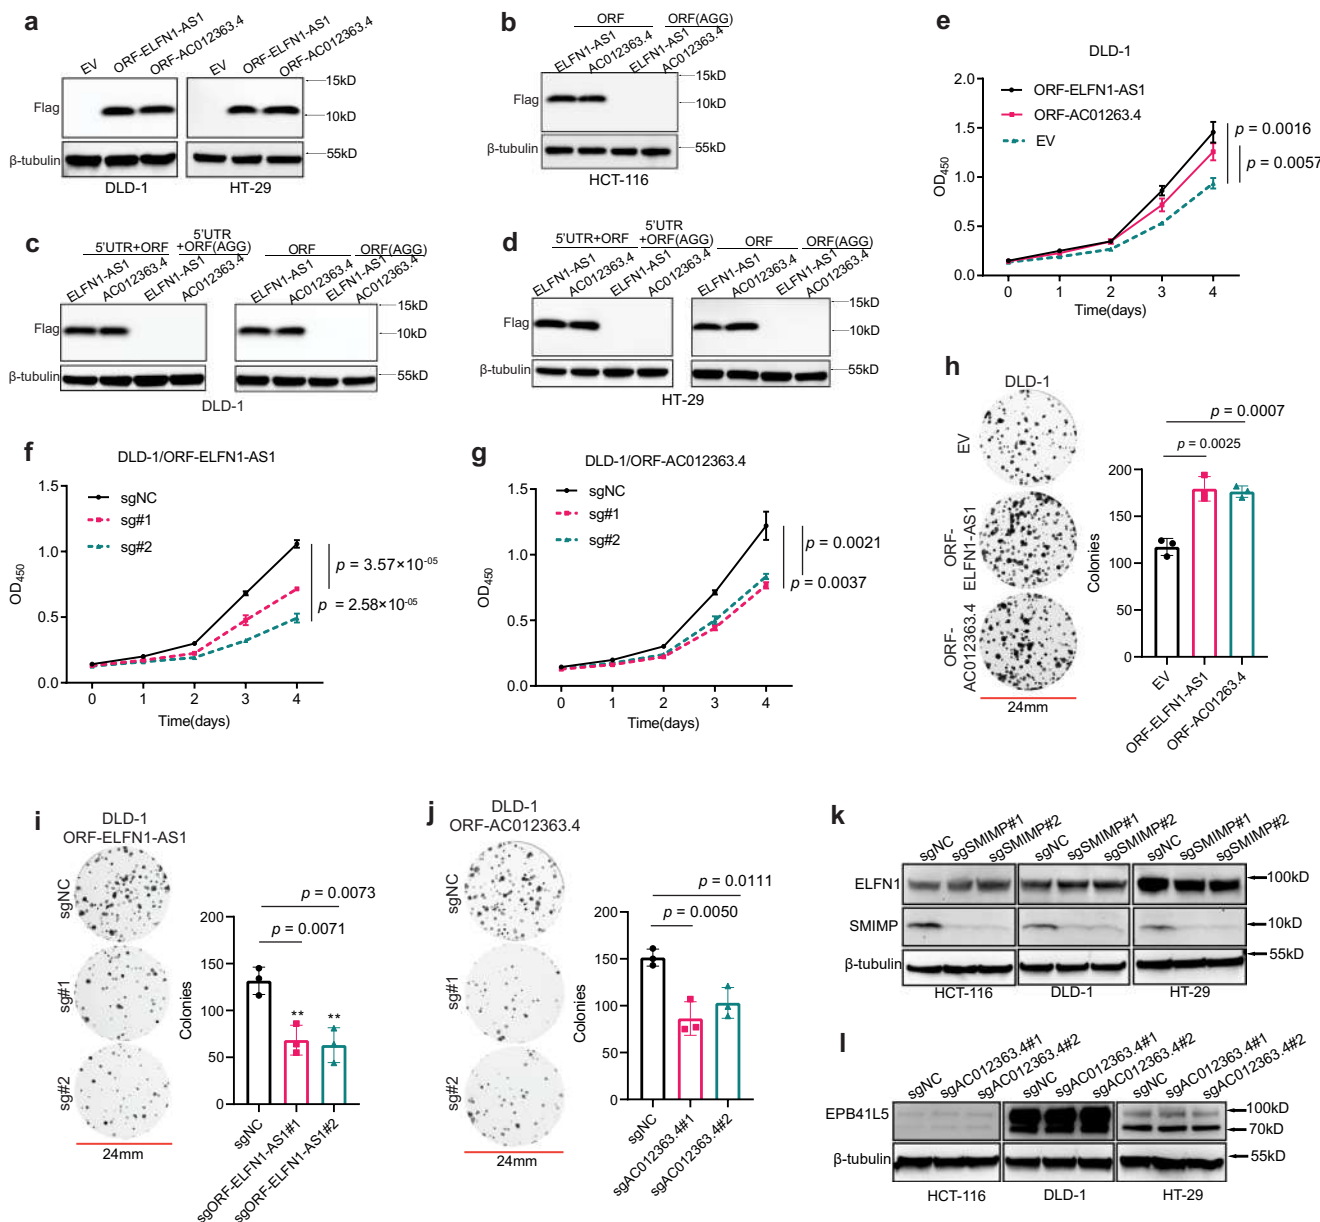 a
EV
ORF-ELFN1-AS1
ORF-AC012363.4
EV
ORF-ELFN1-AS1
ORF-AC012363.4
Flag
15kD
10kD
β-tubulin
55kD
DLD-1
HT-29
b
ORF
ORF(AGG)
ELFN1-AS1
AC012363.4
ELFN1-AS1
AC012363.4
Flag
15kD
10kD
β-tubulin
55kD
HCT-116
c
5'UTR+ORF
5'UTR
+ORF(AGG)
ORF
ORF(AGG)
ELFN1-AS1
AC012363.4
ELFN1-AS1
AC012363.4
ELFN1-AS1
AC012363.4
ELFN1-AS1
AC012363.4
Flag
15kD
10kD
β-tubulin
55kD
DLD-1
d
5'UTR+ORF
5'UTR
+ORF(AGG)
ORF
ORF(AGG)
ELFN1-AS1
AC012363.4
ELFN1-AS1
AC012363.4
ELFN1-AS1
AC012363.4
ELFN1-AS1
AC012363.4
Flag
15kD
10kD
β-tubulin
55kD
HT-29
e
DLD-1
ORF-ELFN1-AS1
ORF-AC01263.4
EV
p = 0.0016
p = 0.0057
OD450
2.0
1.5
1.0
0.5
0.0
0 1 2 3 4
Time(days)
f
DLD-1/ORF-ELFN1-AS1
sgNC
sg#1
sg#2
p = 3.57×10-05
p = 2.58×10-05
OD450
1.5
1.0
0.5
0.0
0 1 2 3 4
Time(days)
g
DLD-1/ORF-AC012363.4
sgNC
sg#1
sg#2
p = 0.0021
p = 0.0037
OD450
1.5
1.0
0.5
0.0
0 1 2 3 4
Time(days)
h
DLD-1
EV
ORF-
ELFN1-AS1
ORF-
AC012363.4
24mm
p = 0.0007
p = 0.0025
Colonies
200
150
100
50
0
EV
ORF-ELFN1-AS1
ORF-AC01263.4
i
DLD-1
ORF-ELFN1-AS1
sgNC
sg#1
sg#2
24mm
p = 0.0073
p = 0.0071
Colonies
200
150
100
50
0
**
**
sgNC
sgORF-ELFN1-AS1#1
sgORF-ELFN1-AS1#2
j
DLD-1
ORF-AC012363.4
sgNC
sg#1
sg#2
24mm
p = 0.0111
p = 0.0050
Colonies
200
150
100
50
0
sgNC
sgAC012363.4#1
sgAC012363.4#2
k
sgNC
sgSMIMP#1
sgSMIMP#2
sgNC
sgSMIMP#1
sgSMIMP#2
sgNC
sgSMIMP#1
sgSMIMP#2
ELFN1
100kD
SMIMP
10kD
β-tubulin
55kD
HCT-116
DLD-1
HT-29
l
sgNC
sgAC012363.4#1
sgAC012363.4#2
sgNC
sgAC012363.4#1
sgAC012363.4#2
sgNC
sgAC012363.4#1
sgAC012363.4#2
EPB41L5
100kD
70kD
β-tubulin
55kD
HCT-116
DLD-1
HT-29